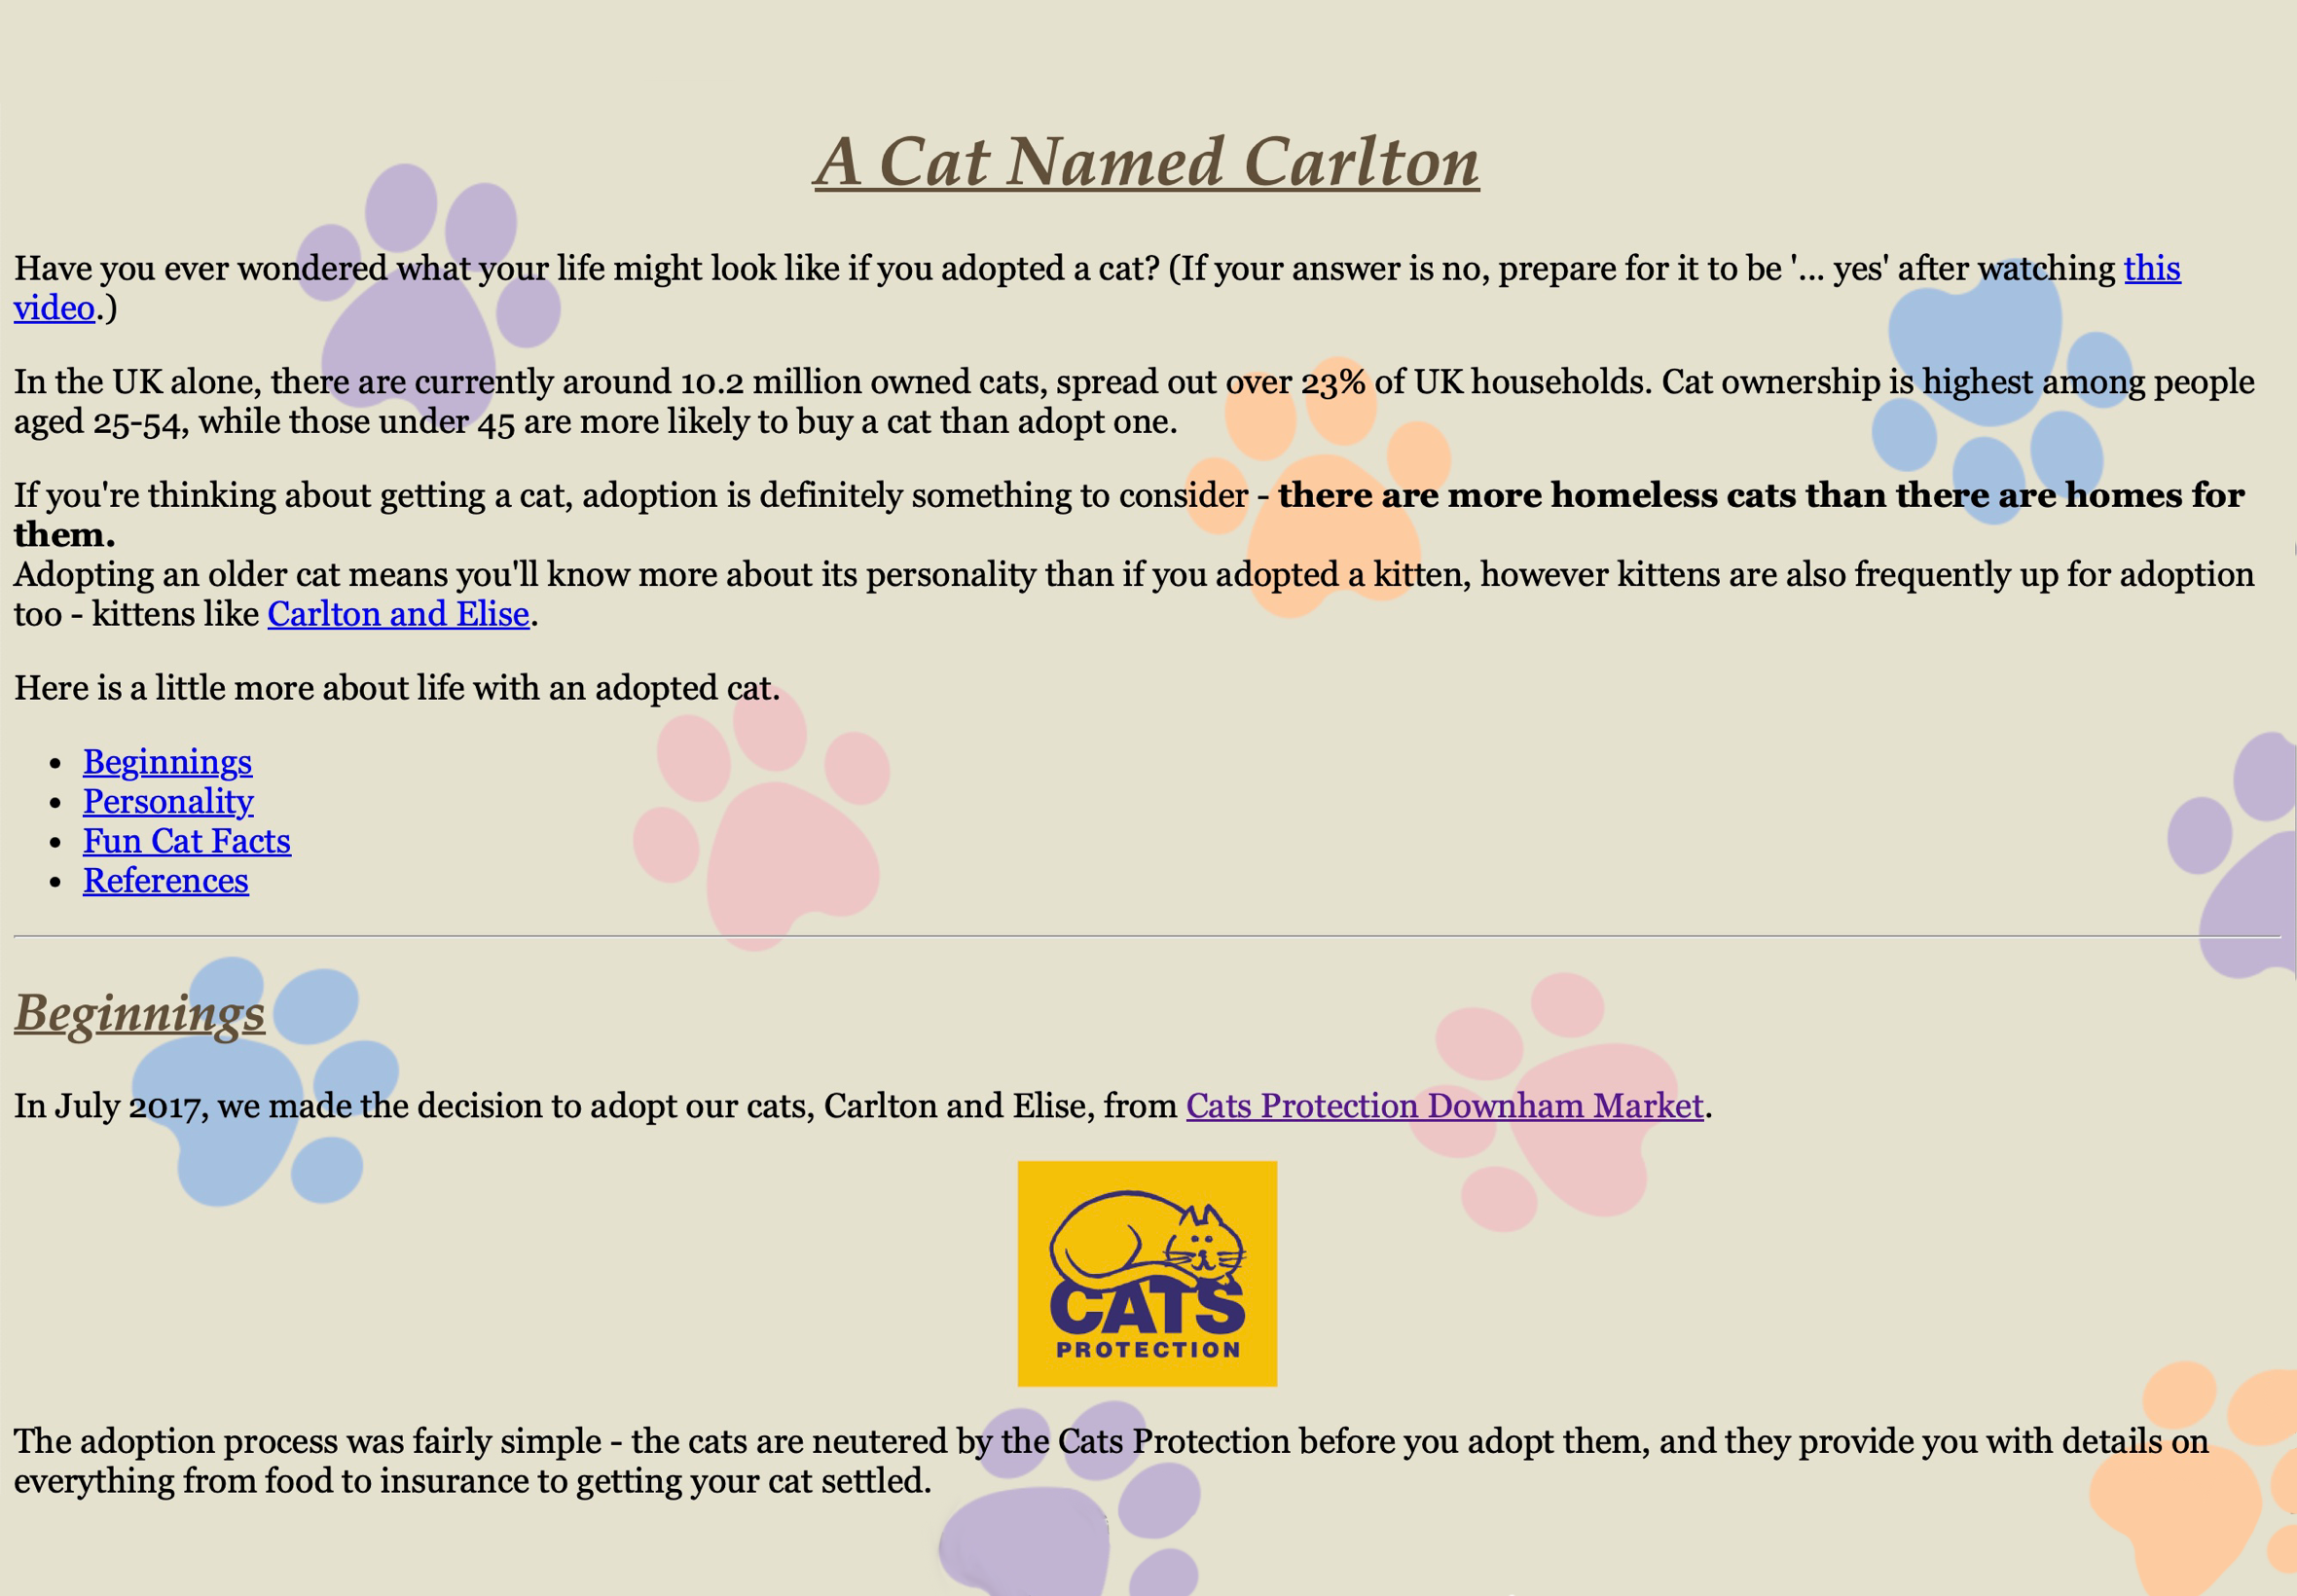 A Cat Named Carlton
Have you ever wondered what your life might look like if you adopted a cat? (If your answer is no, prepare for it to be '... yes' after watching this
video.)
In the UK alone, there are currently around 10.2 million owned cats, spread out over 23% of UK households. Cat ownership is highest among people
aged 25-54, while those under 45 are more likely to buy a cat than adopt one.
If you're thinking about getting a cat, adoption is definitely something to consider - there are more homeless cats than there are homes for
them.
Adopting an older cat means you'll know more about its personality than if you adopted a kitten, however kittens are also frequently up for adoption
too - kittens like Carlton and Elise.
Here is a little more about life with an adopted cat.
• Beginnings
• Personality
• Fun Cat Facts
• References
Beginnings
In July 2017, we made the decision to adopt our cats, Carlton and Elise, from Cats Protection Downham Market.
CATS
PROTECTION
The adoption process was fairly simple - the cats are neutered by the Cats Protection before you adopt them, and they provide you with details on
everything from food to insurance to getting your cat settled.